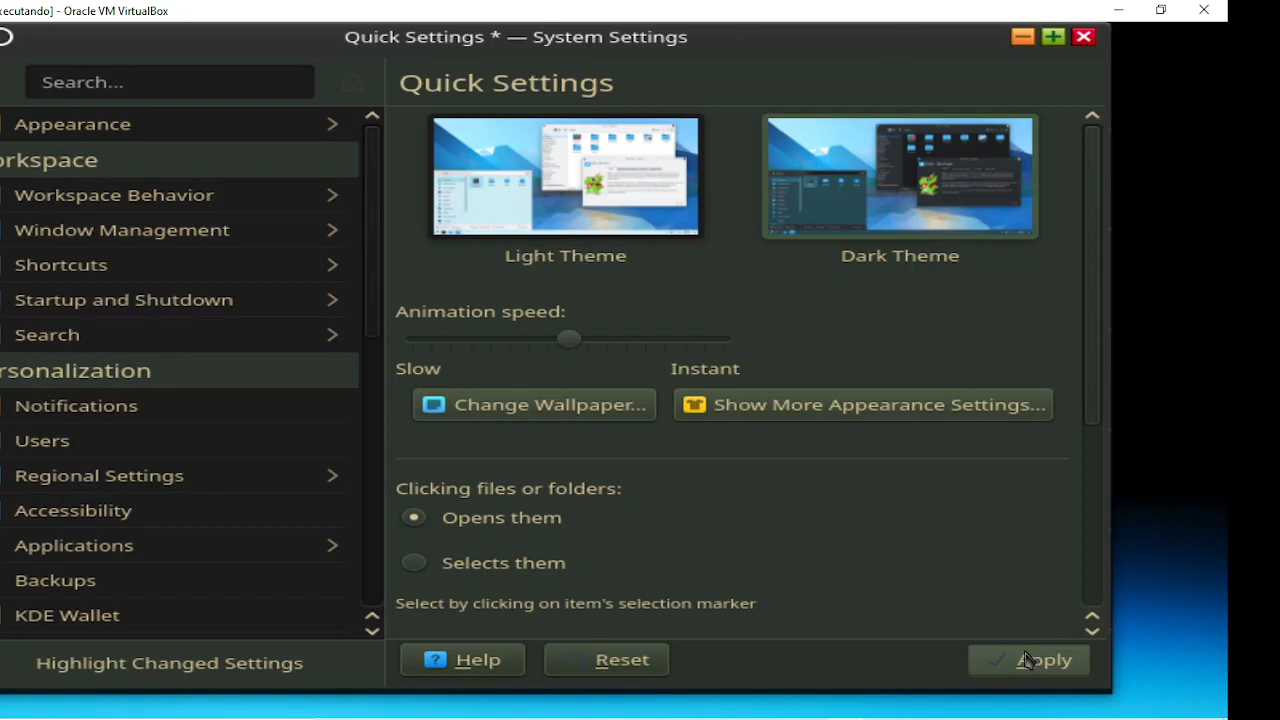 xecutando] - Oracle VM VirtualBox
Quick Settings * — System Settings
Search...
Appearance
orkspace
Workspace Behavior
Window Management
Shortcuts
Startup and Shutdown
Search
rsonalization
Notifications
Users
Regional Settings
Accessibility
Applications
Backups
KDE Wallet
Highlight Changed Settings
Quick Settings
Light Theme
Dark Theme
Animation speed:
Slow
Instant
Change Wallpaper...
Show More Appearance Settings...
Clicking files or folders:
Opens them
Selects them
Select by clicking on item's selection marker
Help
Reset
Apply